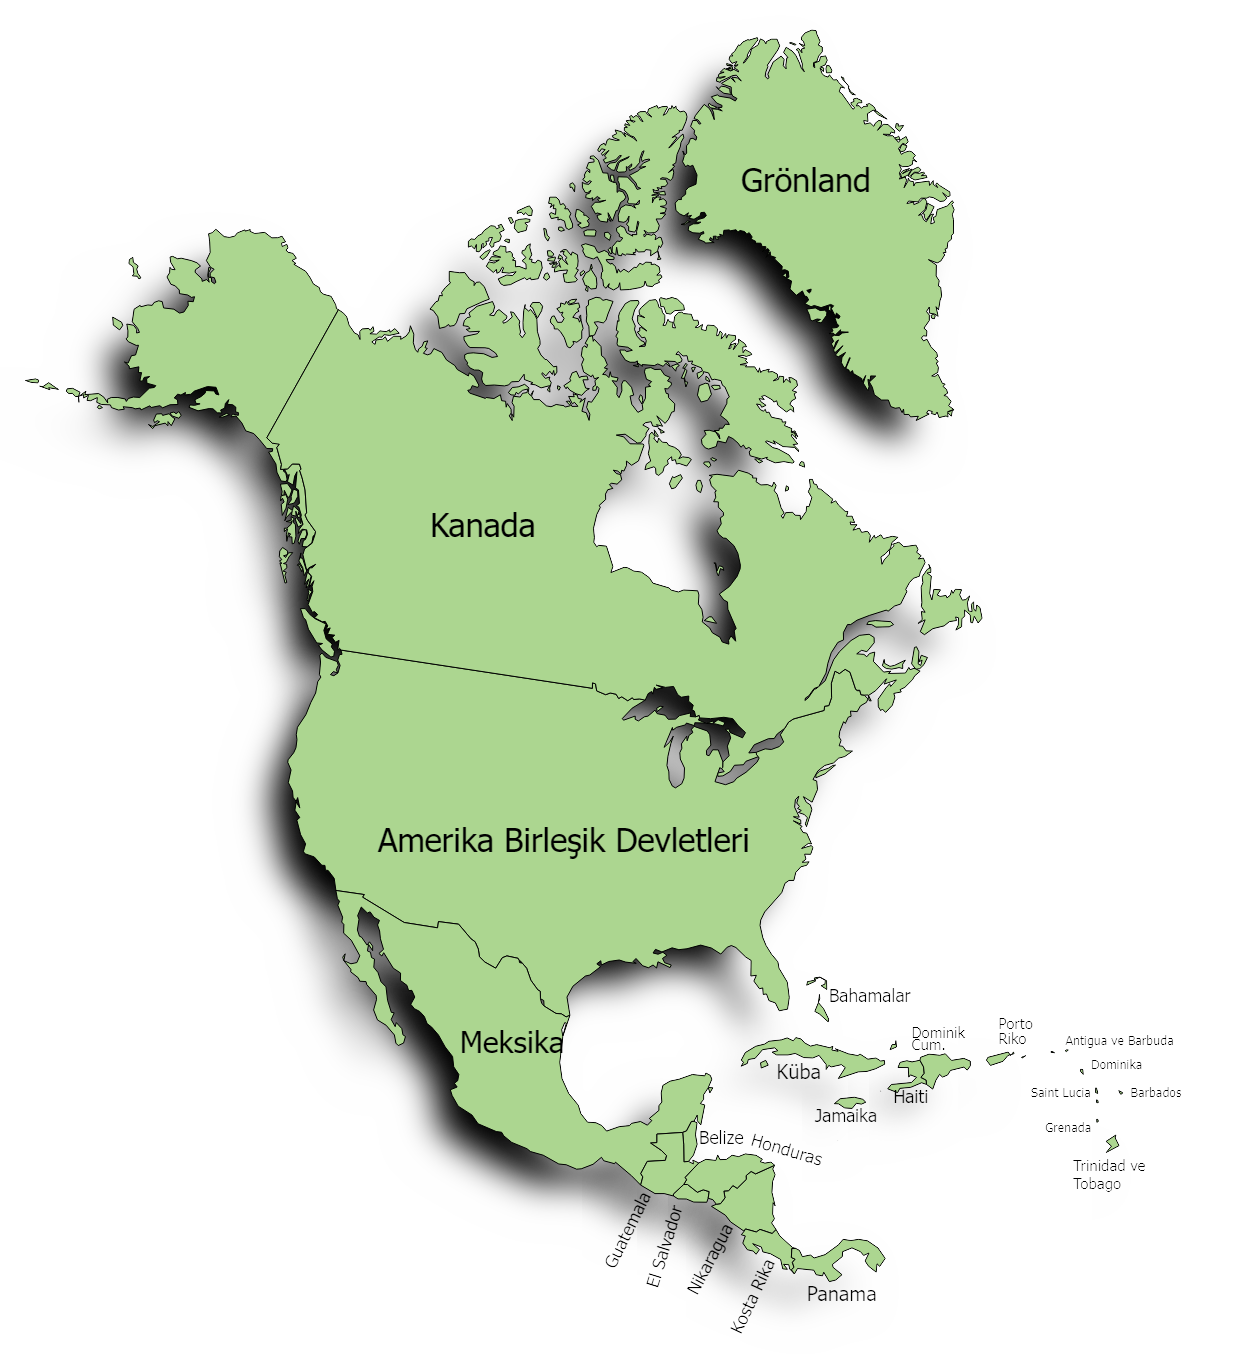 Grönland
Kanada
Amerika Birleşik Devletleri
Meksika
Bahamalar
Dominik
Cum.
Porto
Riko
Antigua ve Barbuda
Dominika
Küba
Haiti
Saint Lucia
Barbados
Jamaika
Grenada
Belize
Honduras
Trinidad ve
Tobago
Guatemala
El Salvador
Nikaragua
Kosta Rika
Panama